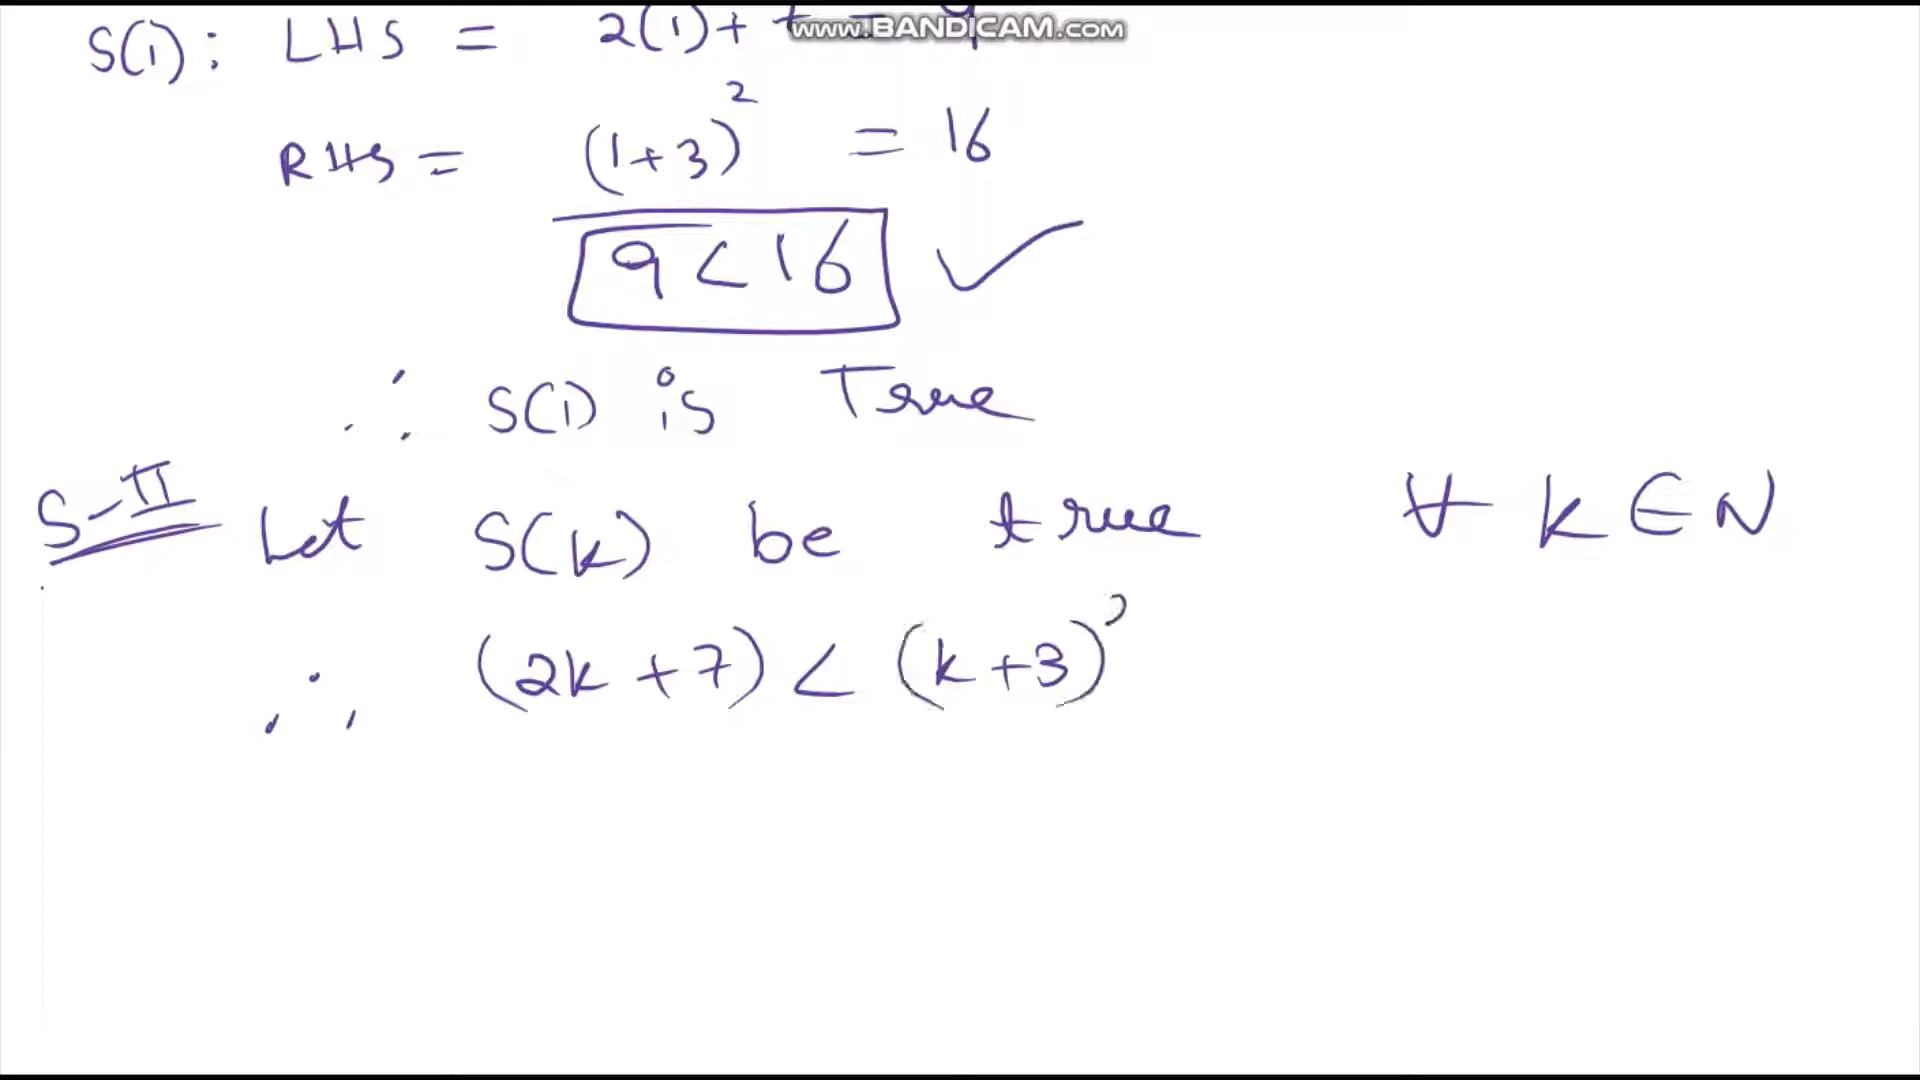 S(1): LHS = 2(1)+
www.BANDICAM.com
RHS = (1+3)² = 16
9 < 16 ✓
∴ S(1) is True
S-II Let S(k) be true ∀ k ∈ N
∴ (2k+7) < (k+3)